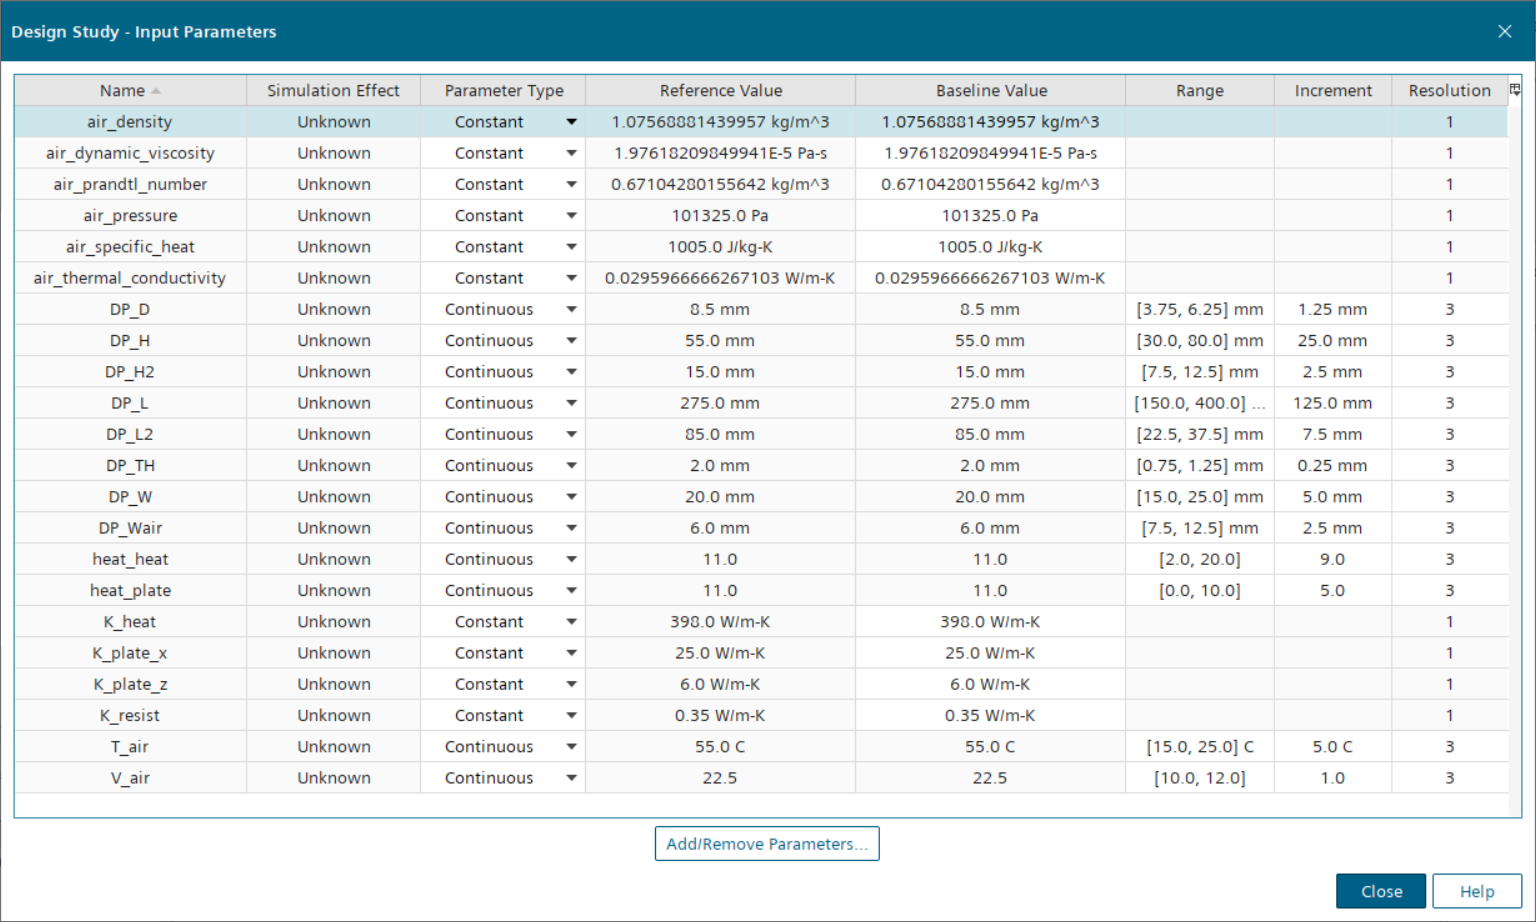 Design Study - Input Parameters
Name Simulation Effect Parameter Type Reference Value Baseline Value Range Increment Resolution
air_density Unknown Constant 1.07568881439957 kg/m^3 1.07568881439957 kg/m^3 1
air_dynamic_viscosity Unknown Constant 1.97618209849941E-5 Pa-s 1.97618209849941E-5 Pa-s 1
air_prandtl_number Unknown Constant 0.67104280155642 kg/m^3 0.67104280155642 kg/m^3 1
air_pressure Unknown Constant 101325.0 Pa 101325.0 Pa 1
air_specific_heat Unknown Constant 1005.0 J/kg-K 1005.0 J/kg-K 1
air_thermal_conductivity Unknown Constant 0.0295966666267103 W/m-K 0.0295966666267103 W/m-K 1
DP_D Unknown Continuous 8.5 mm 8.5 mm [3.75, 6.25] mm 1.25 mm 3
DP_H Unknown Continuous 55.0 mm 55.0 mm [30.0, 80.0] mm 25.0 mm 3
DP_H2 Unknown Continuous 15.0 mm 15.0 mm [7.5, 12.5] mm 2.5 mm 3
DP_L Unknown Continuous 275.0 mm 275.0 mm [150.0, 400.0] ... 125.0 mm 3
DP_L2 Unknown Continuous 85.0 mm 85.0 mm [22.5, 37.5] mm 7.5 mm 3
DP_TH Unknown Continuous 2.0 mm 2.0 mm [0.75, 1.25] mm 0.25 mm 3
DP_W Unknown Continuous 20.0 mm 20.0 mm [15.0, 25.0] mm 5.0 mm 3
DP_Wair Unknown Continuous 6.0 mm 6.0 mm [7.5, 12.5] mm 2.5 mm 3
heat_heat Unknown Continuous 11.0 11.0 [2.0, 20.0] 9.0 3
heat_plate Unknown Continuous 11.0 11.0 [0.0, 10.0] 5.0 3
K_heat Unknown Constant 398.0 W/m-K 398.0 W/m-K 1
K_plate_x Unknown Constant 25.0 W/m-K 25.0 W/m-K 1
K_plate_z Unknown Constant 6.0 W/m-K 6.0 W/m-K 1
K_resist Unknown Constant 0.35 W/m-K 0.35 W/m-K 1
T_air Unknown Continuous 55.0 C 55.0 C [15.0, 25.0] C 5.0 C 3
V_air Unknown Continuous 22.5 22.5 [10.0, 12.0] 1.0 3
Add/Remove Parameters...
Close Help